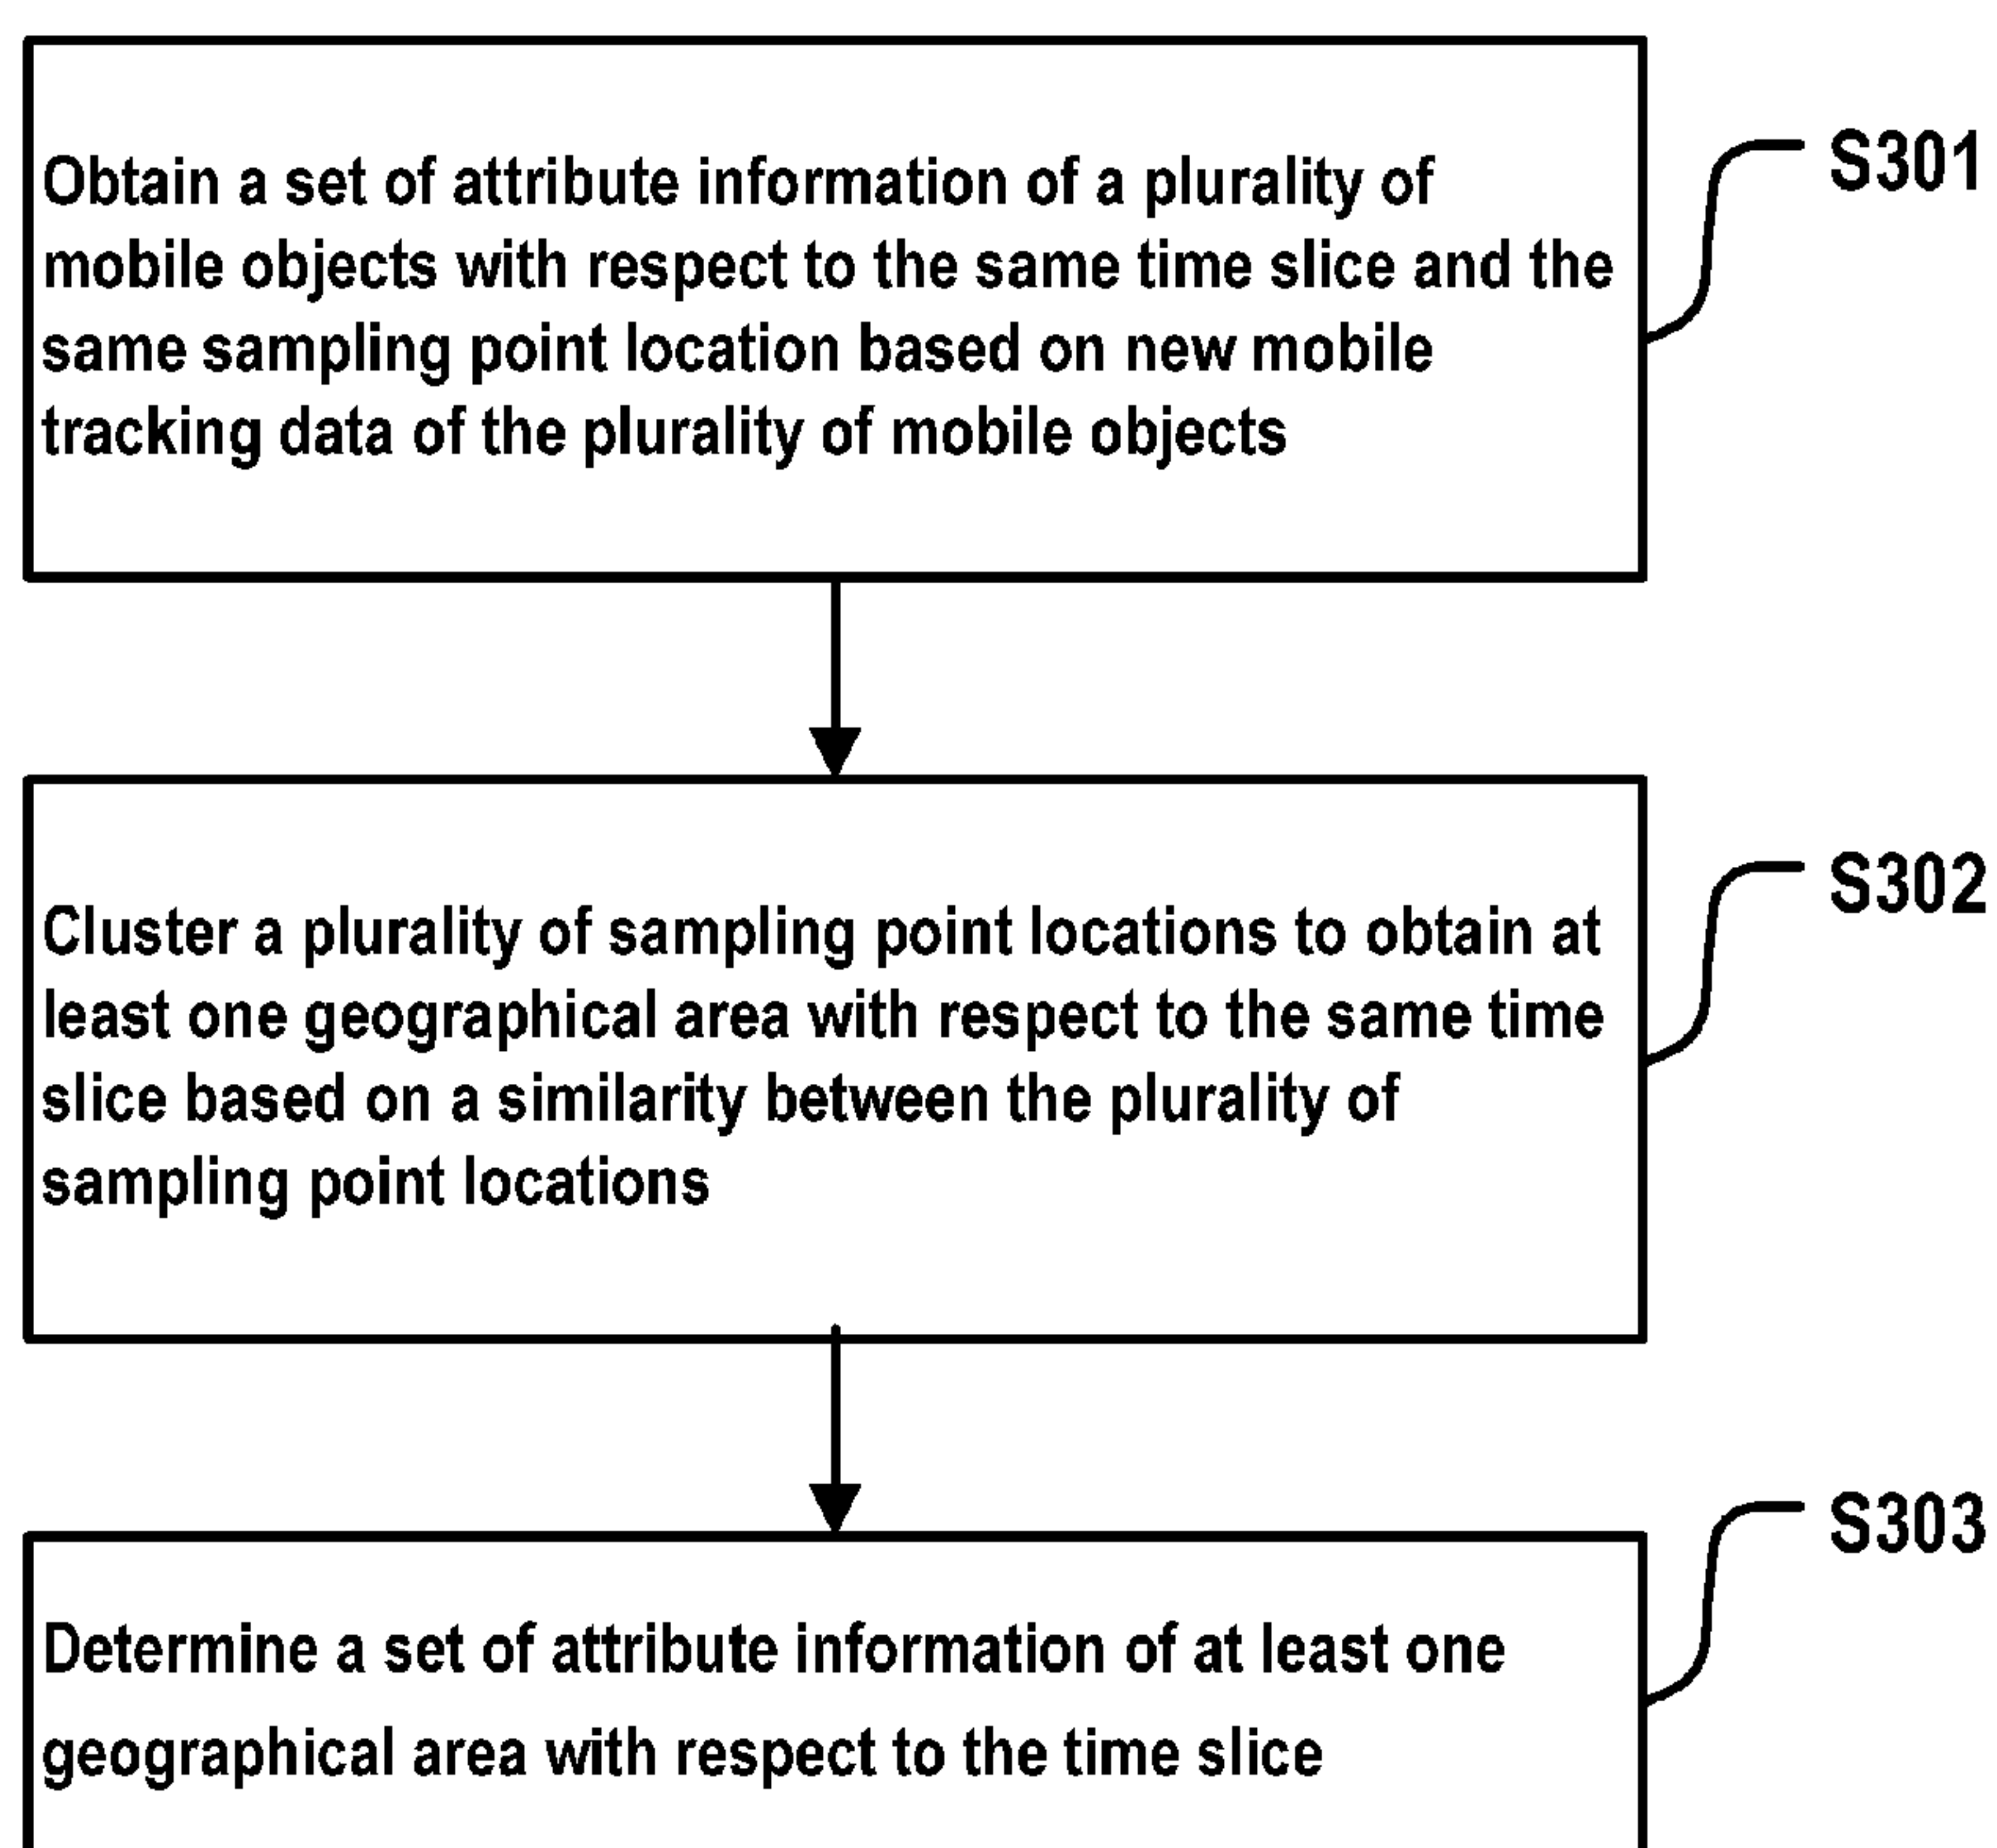 Obtain a set of attribute information of a plurality of
mobile objects with respect to the same time slice and the
same sampling point location based on new mobile
tracking data of the plurality of mobile objects
S301
Cluster a plurality of sampling point locations to obtain at
least one geographical area with respect to the same time
slice based on a similarity between the plurality of
sampling point locations
S302
Determine a set of attribute information of at least one
geographical area with respect to the time slice
S303